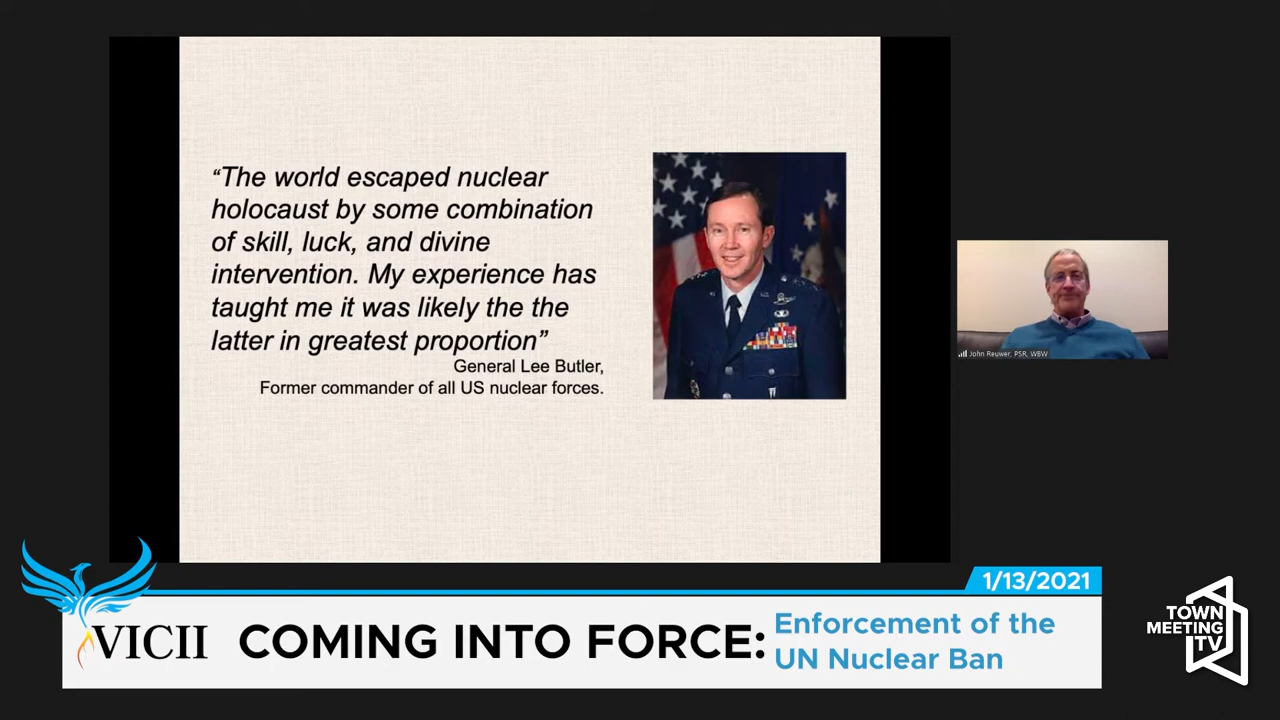 “The world escaped nuclear
holocaust by some combination
of skill, luck, and divine
intervention. My experience has
taught me it was likely the the
latter in greatest proportion”
General Lee Butler,
Former commander of all US nuclear forces.
John Reuwer, PSR, WBW
1/13/2021
VICII
COMING INTO FORCE:
Enforcement of the
UN Nuclear Ban
TOWN
MEETING
TV